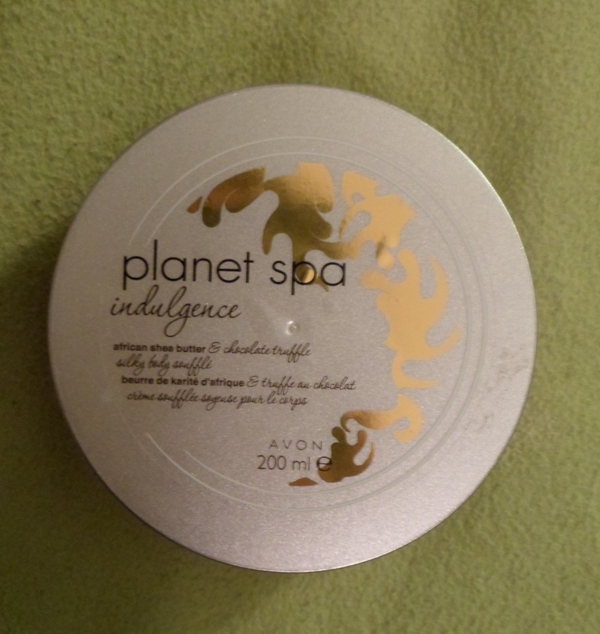 planet spa
indulgence
african shea butter & chocolate truffle
silky body soufflé
beurre de karité d'afrique & truffe au chocolat
crème soufflée soyeuse pour le corps
AVON
200 ml ℮